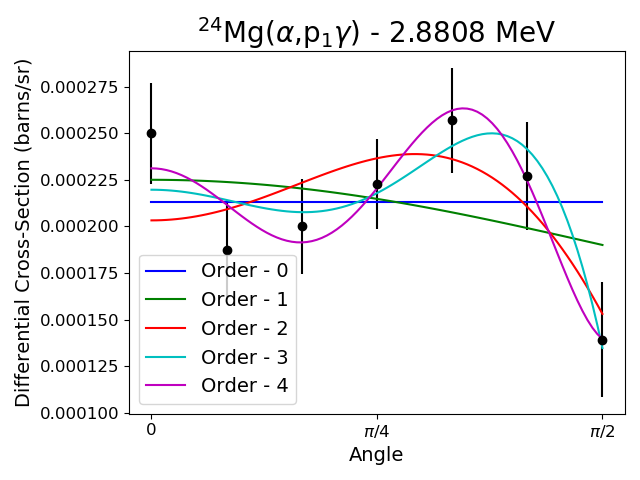 ²⁴Mg(α,p₁γ) - 2.8808 MeV
Differential Cross-Section (barns/sr)
0.000275
0.000250
0.000225
0.000200
0.000175
0.000150
0.000125
0.000100
Order - 0
Order - 1
Order - 2
Order - 3
Order - 4
0
π/4
π/2
Angle